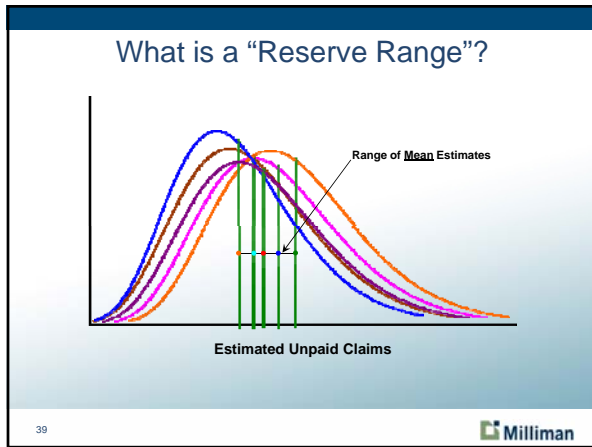 What is a “Reserve Range”?
Range of Mean Estimates
Estimated Unpaid Claims
39
Milliman